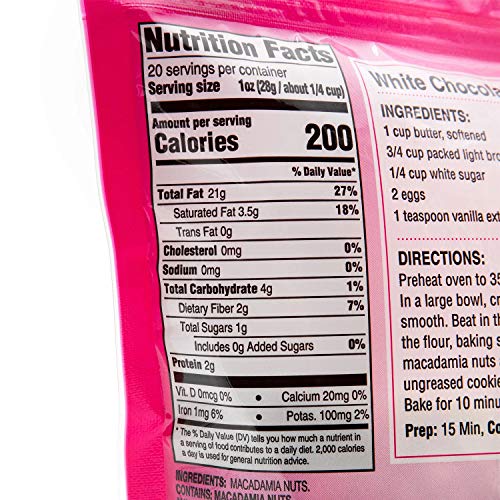 Nutrition Facts
20 servings per container
Serving size 1oz (28g / about 1/4 cup)
Amount per serving
Calories 200
% Daily Value*
Total Fat 21g 27%
Saturated Fat 3.5g 18%
Trans Fat 0g
Cholesterol 0mg 0%
Sodium 0mg 0%
Total Carbohydrate 4g 1%
Dietary Fiber 2g 7%
Total Sugars 1g
Includes 0g Added Sugars 0%
Protein 2g
Vit. D 0mcg 0% • Calcium 20mg 0%
Iron 1mg 6% • Potas. 100mg 2%
*The % Daily Value (DV) tells you how much a nutrient in
a serving of food contributes to a daily diet. 2,000 calories
a day is used for general nutrition advice.
INGREDIENTS: MACADAMIA NUTS.
CONTAINS: MACADAMIA NUTS
White Chocola
INGREDIENTS:
1 cup butter, softened
3/4 cup packed light bro
1/4 cup white sugar
2 eggs
1 teaspoon vanilla ext
DIRECTIONS:
Preheat oven to 35
In a large bowl, cr
smooth. Beat in th
the flour, baking s
macadamia nuts a
ungreased cookie
Bake for 10 minut
Prep: 15 Min, Co